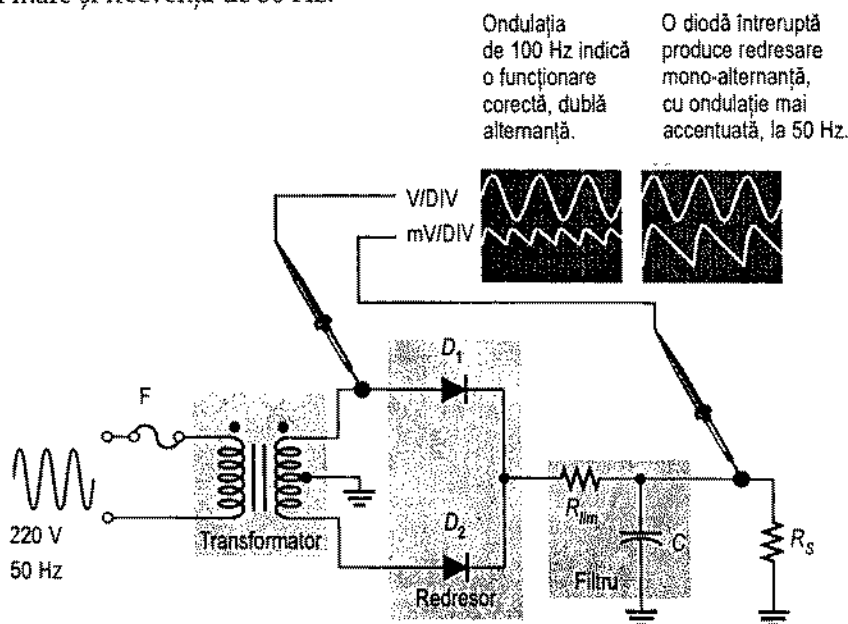 Ondulația
de 100 Hz indică
o funcționare
corectă, dublă
alternanță.
O diodă întreruptă
produce redresare
mono-alternanță,
cu ondulație mai
accentuată, la 50 Hz.
V/DIV
mV/DIV
D1
F
D2
Rlim
C
RS
220 V
50 Hz
Transformator
Redresor
Filtru